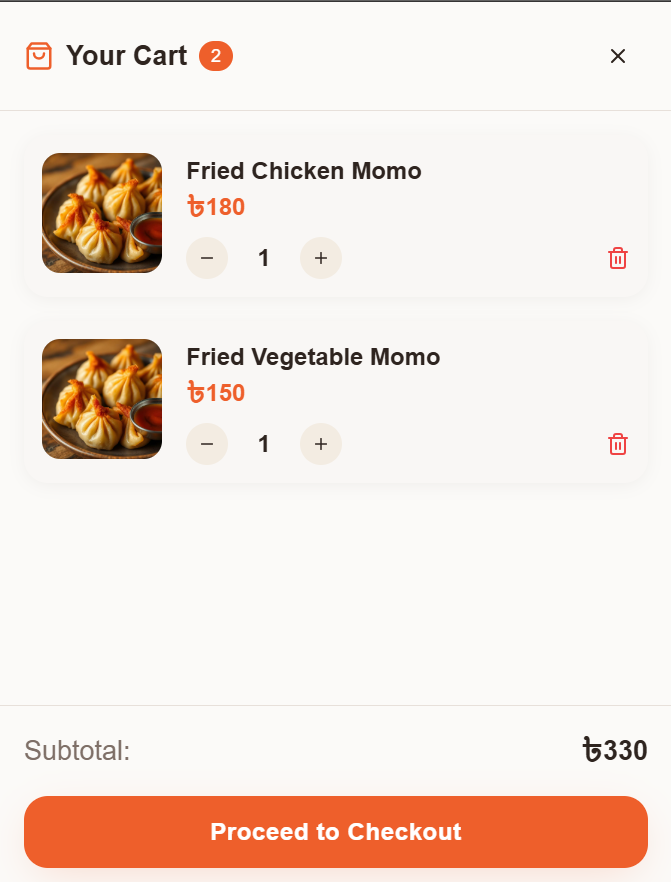 Your Cart 2
Fried Chicken Momo
৳180
1
Fried Vegetable Momo
৳150
1
Subtotal: ৳330
Proceed to Checkout